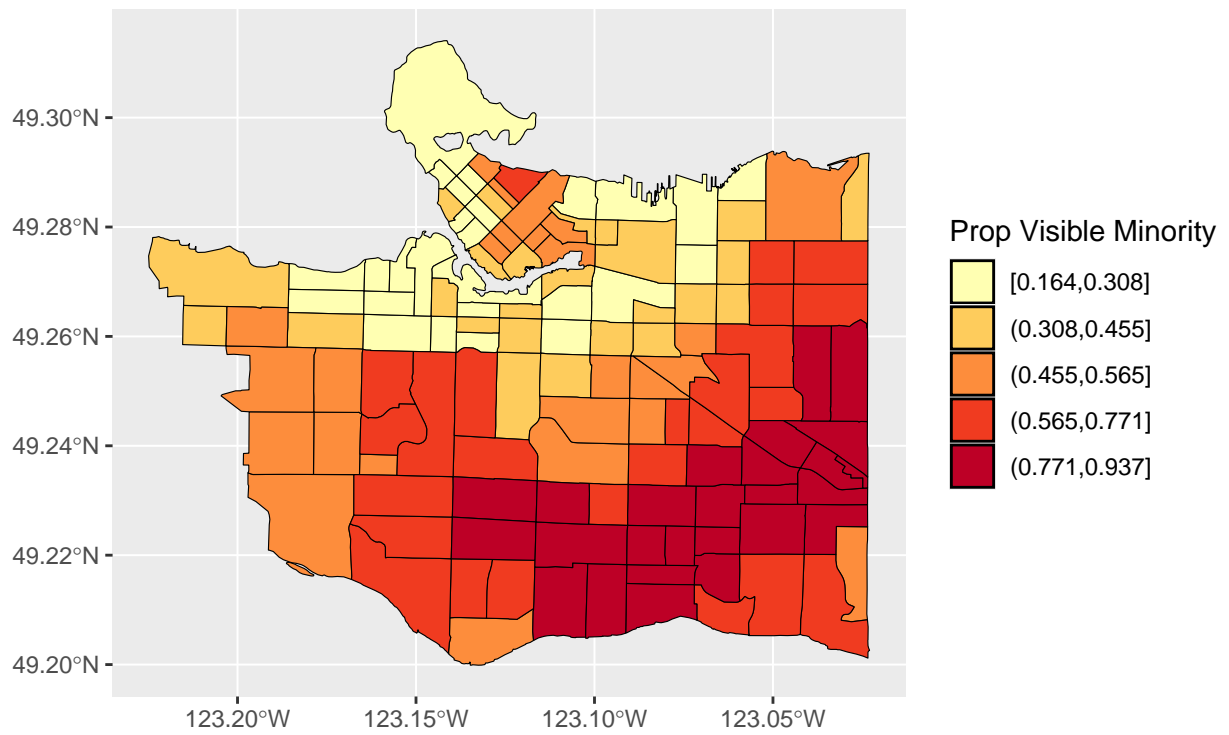 49.30°N
49.28°N
49.26°N
49.24°N
49.22°N
49.20°N
123.20°W
123.15°W
123.10°W
123.05°W
Prop Visible Minority
[0.164,0.308]
(0.308,0.455]
(0.455,0.565]
(0.565,0.771]
(0.771,0.937]